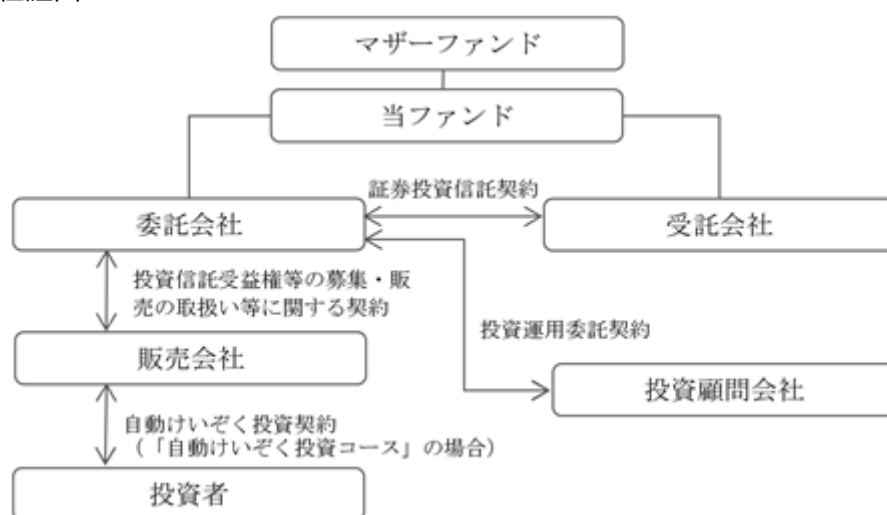 マザーファンド
当ファンド
証券投資信託契約
委託会社
受託会社
投資信託受益権等の募集・販
売の取扱い等に関する契約
投資運用委託契約
販売会社
投資顧問会社
自動けいぞく投資契約
(「自動けいぞく投資コース」の場合)
投資者